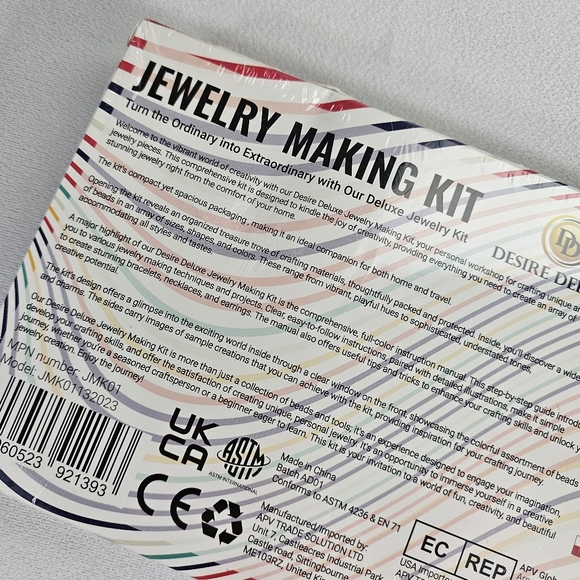 JEWELRY MAKING KIT
Turn the Ordinary into Extraordinary with Our Deluxe Jewelry Kit
Welcome to the vibrant world of creativity with our Desire Deluxe Jewelry Making Kit, your personal workshop for crafting unique
jewelry pieces. This comprehensive kit is designed to kindle the joy of creativity, providing everything you need to create an array of
stunning jewelry right from the comfort of your home.
The kit's compact yet spacious packaging, making it an ideal companion for both home and travel.
Opening the kit reveals an organized treasure trove of crafting materials, thoughtfully packed and protected. Inside, you'll discover a wide
of beads in an array of sizes, shapes, and colors. These range from vibrant, playful hues to sophisticated, understated tones,
accommodating all styles and tastes.
A major highlight of our Desire Deluxe Jewelry Making Kit is the comprehensive, full-color instruction manual. This step-by-step guide
you to various jewelry making techniques and projects. Clear, easy-to-follow instructions, paired with detailed illustrations, make it simple
to create stunning bracelets, necklaces, and earrings. The manual also offers useful tips and tricks to enhance your crafting skills and unlock
creative potential.
The kit's design offers a glimpse into the exciting world inside through a clear window on the front, showcasing the colorful assortment of beads
and charms. The sides carry images of sample creations that you can achieve with the kit, providing inspiration for your crafting journey.
Our Desire Deluxe Jewelry Making Kit is more than just a collection of beads and tools; it's an experience designed to engage your imagination,
develop your crafting skills, and offer the satisfaction of creating unique, personal jewelry. It's an opportunity to immerse yourself in a creative
journey, whether you're a seasoned craftsperson or a beginner eager to learn. This kit is your invitation to a world of fun, creativity, and beautiful
jewelry creation. Enjoy the journey!
MPN number: JMK01
Model: JMK01132023
DD
DESIRE DEL
60523 921393
UK
CA
ASTM
ASTM INTERNATIONAL
CE
Made in China
Batch AD01
Conforms to ASTM 4236 & EN 71
Manufactured/Imported by:
APV TRADE SOLUTION LTD
Unit 7, Castleacres Industrial Park
Castle road, Sittingbourne
ME103RZ, United Ki
EC REP
USA Importe
APV T
APV Glob